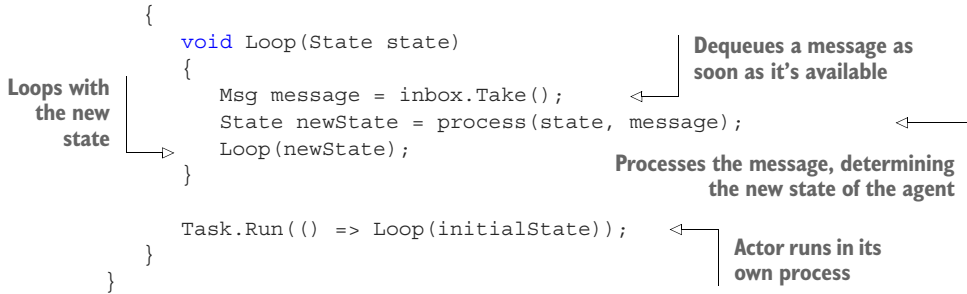 {
void Loop(State state)
{
Msg message = inbox.Take();
State newState = process(state, message);
Loop(newState);
}
Task.Run(() => Loop(initialState));
}
}
Dequeues a message as
soon as it's available
Loops with
the new
state
Processes the message, determining
the new state of the agent
Actor runs in its
own process